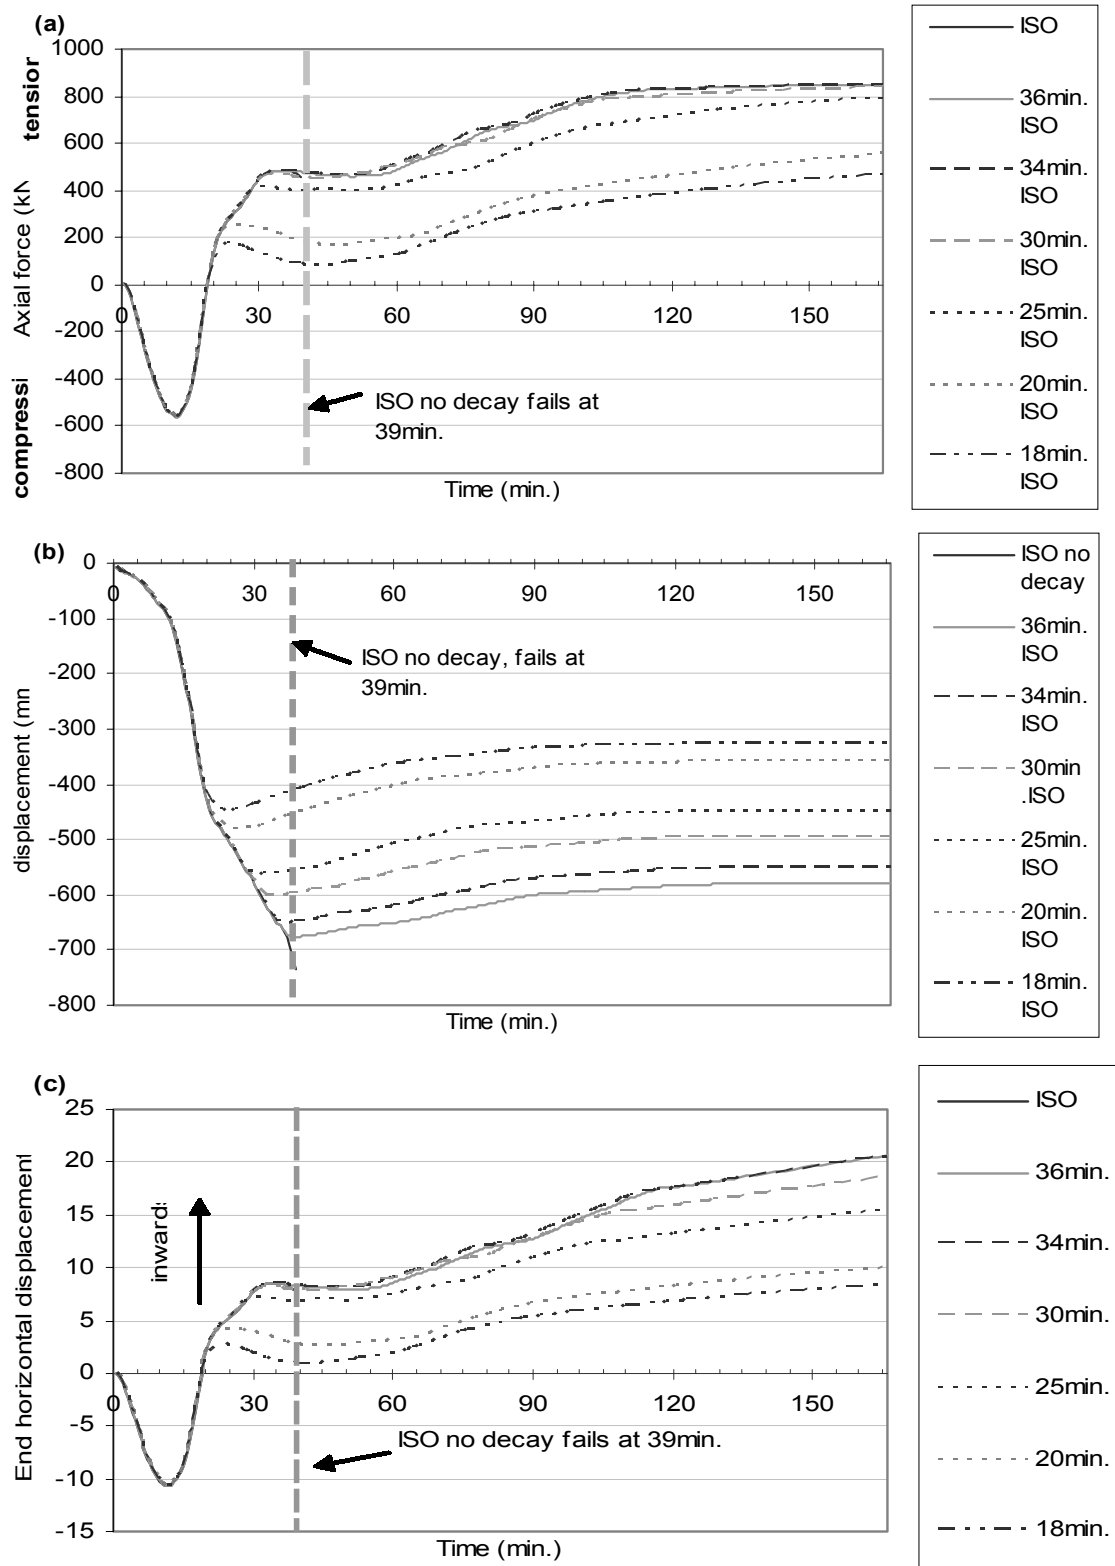 (a)
1000
800
600
400
200
0
-200
-400
-600
-800
tensior
Axial force (kN
compressi
0
30
60
90
120
150
ISO no decay fails at
39min.
Time (min.)
ISO
36min.
ISO
34min.
ISO
30min.
ISO
25min.
ISO
20min.
ISO
18min.
ISO
(b)
0
-100
-200
-300
-400
-500
-600
-700
-800
displacement (mn
0
30
60
90
120
150
ISO no decay, fails at
39min.
Time (min.)
ISO no
decay
36min.
ISO
34min.
ISO
30min
.ISO
25min.
ISO
20min.
ISO
18min.
ISO
(c)
25
20
15
10
5
0
-5
-10
-15
End horizontal displacement
inwards
0
30
60
90
120
150
ISO no decay fails at 39min.
Time (min.)
ISO
36min.
34min.
30min.
25min.
20min.
18min.